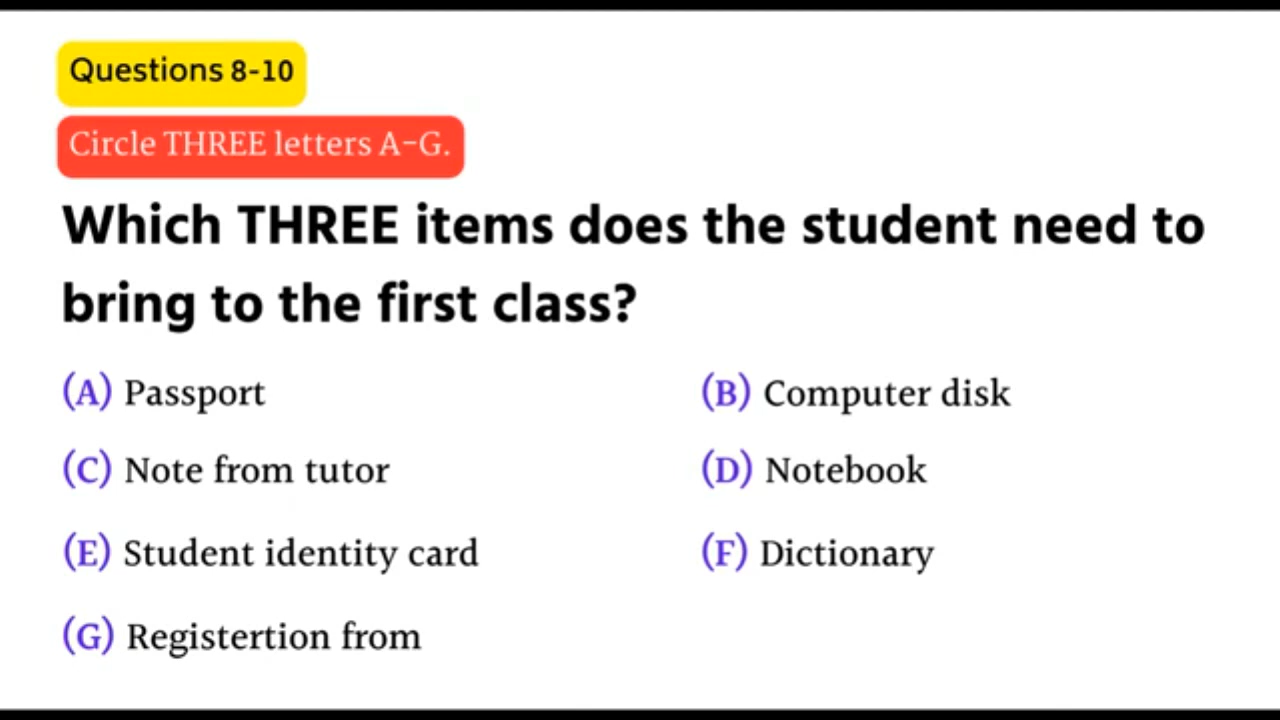 Questions 8-10
Circle THREE letters A-G.
Which THREE items does the student need to
bring to the first class?
(A) Passport
(B) Computer disk
(C) Note from tutor
(D) Notebook
(E) Student identity card
(F) Dictionary
(G) Registertion from